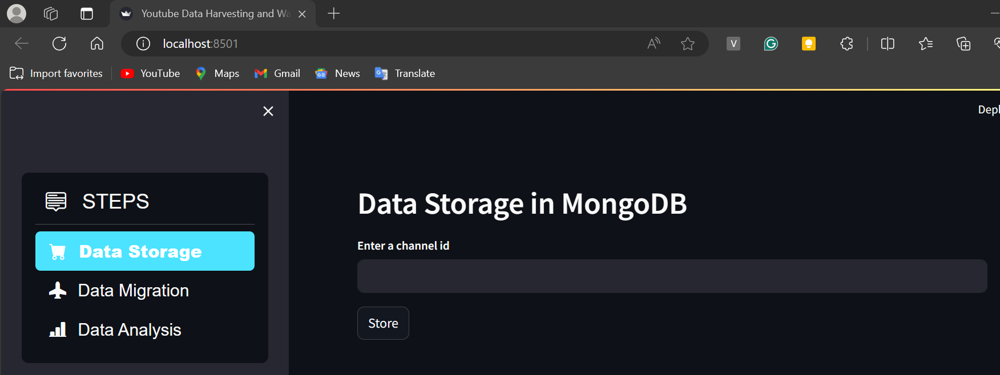 Youtube Data Harvesting and Wa
localhost:8501
Import favorites
YouTube
Maps
Gmail
News
Translate
Depl
STEPS
Data Storage
Data Migration
Data Analysis
Data Storage in MongoDB
Enter a channel id
Store